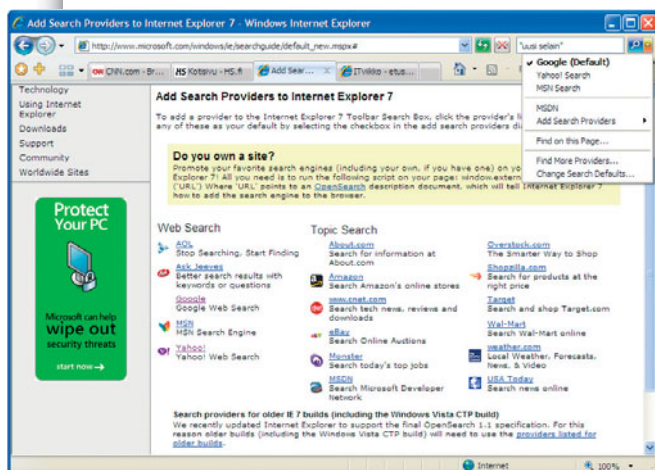 Add Search Providers to Internet Explorer 7 - Windows Internet Explorer
http://www.microsoft.com/windows/ie/searchguide/default_new.mspx#
"uusi selain"
CNN.com - Br...
HS Kotsivu - HS.fi
Add Sear...
ITviikko - etus...
Google (Default)
Yahoo! Search
MSN Search
MSDN
Add Search Providers
Find on this Page...
Find More Providers...
Change Search Defaults...
Technology
Using Internet
Explorer
Downloads
Support
Community
Worldwide Sites
Protect
Your PC
Microsoft can help
wipe out
security threats
start now
Add Search Providers to Internet Explorer 7
To add a provider to the Internet Explorer 7 Toolbar Search Box, click the provider's li
any of these as your default by selecting the checkbox in the add search providers di
Do you own a site?
Promote your favorite search engines (including your own, if you have one) on yo
Explorer 7! All you need is to run the following script on your page: window.extern
('URL') Where 'URL' points to an OpenSearch description document, which will tell Internet Explorer 7
how to add the search engine to the browser.
Web Search
AOL
Stop Searching, Start Finding
Ask Jeeves
Better search results with
keywords or questions
Google
Google Web Search
MSN
MSN Search Engine
Yahoo!
Yahoo! Web Search
Topic Search
About.com
Search for information at
About.com
Amazon
Search Amazon's online stores
www.cnet.com
Search tech news, reviews and
downloads
eBay
Search Online Auctions
Monster
Search today's top jobs
MSDN
Search Microsoft Developer
Network
Overstock.com
The Smarter Way to Shop
Shopzilla.com
Search for products at the
right price
Target
Search and shop Target.com
Wal-Mart
Search Wal-Mart online
weather.com
Local Weather, Forecasts,
News, & Video
USA Today
Search news online
Search providers for older IE 7 builds (including the Windows Vista CTP build)
We recently updated Internet Explorer to support the final OpenSearch 1.1 specification. For this
reason older builds (including the Windows Vista CTP build) will need to use the providers listed for
older builds.
Internet
100%